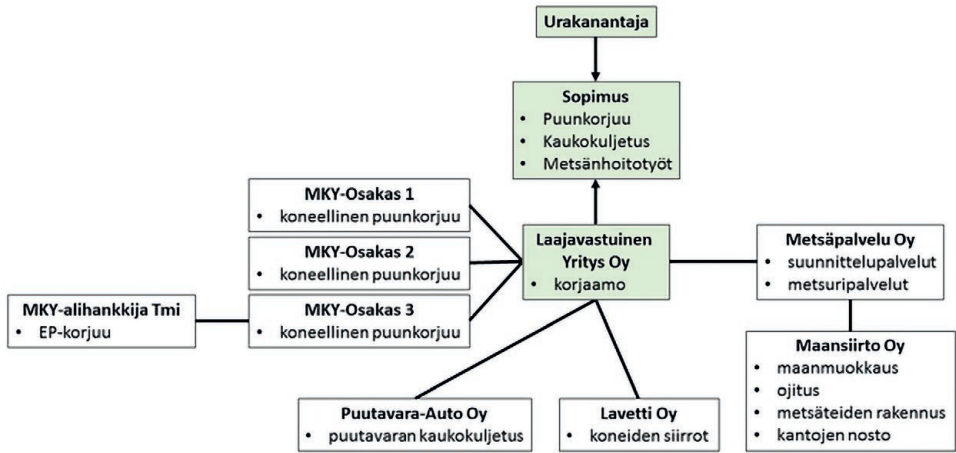 Urakanantaja
Sopimus
• Puunkorjuu
• Kaukokuljetus
• Metsänhoitotyöt
MKY-Osakas 1
• koneellinen puunkorjuu
MKY-Osakas 2
• koneellinen puunkorjuu
MKY-Osakas 3
• koneellinen puunkorjuu
MKY-alihankkija Tmi
• EP-korjuu
Laajavastuinen
Yritys Oy
• korjaamo
Metsäpalvelu Oy
• suunnittelupalvelut
• metsuripalvelut
Maansiirto Oy
• maanmuokkaus
• ojitus
• metsäteiden rakennus
• kantojen nosto
Puutavara-Auto Oy
• puutavaran kaukokuljetus
Lavetti Oy
• koneiden siirrot